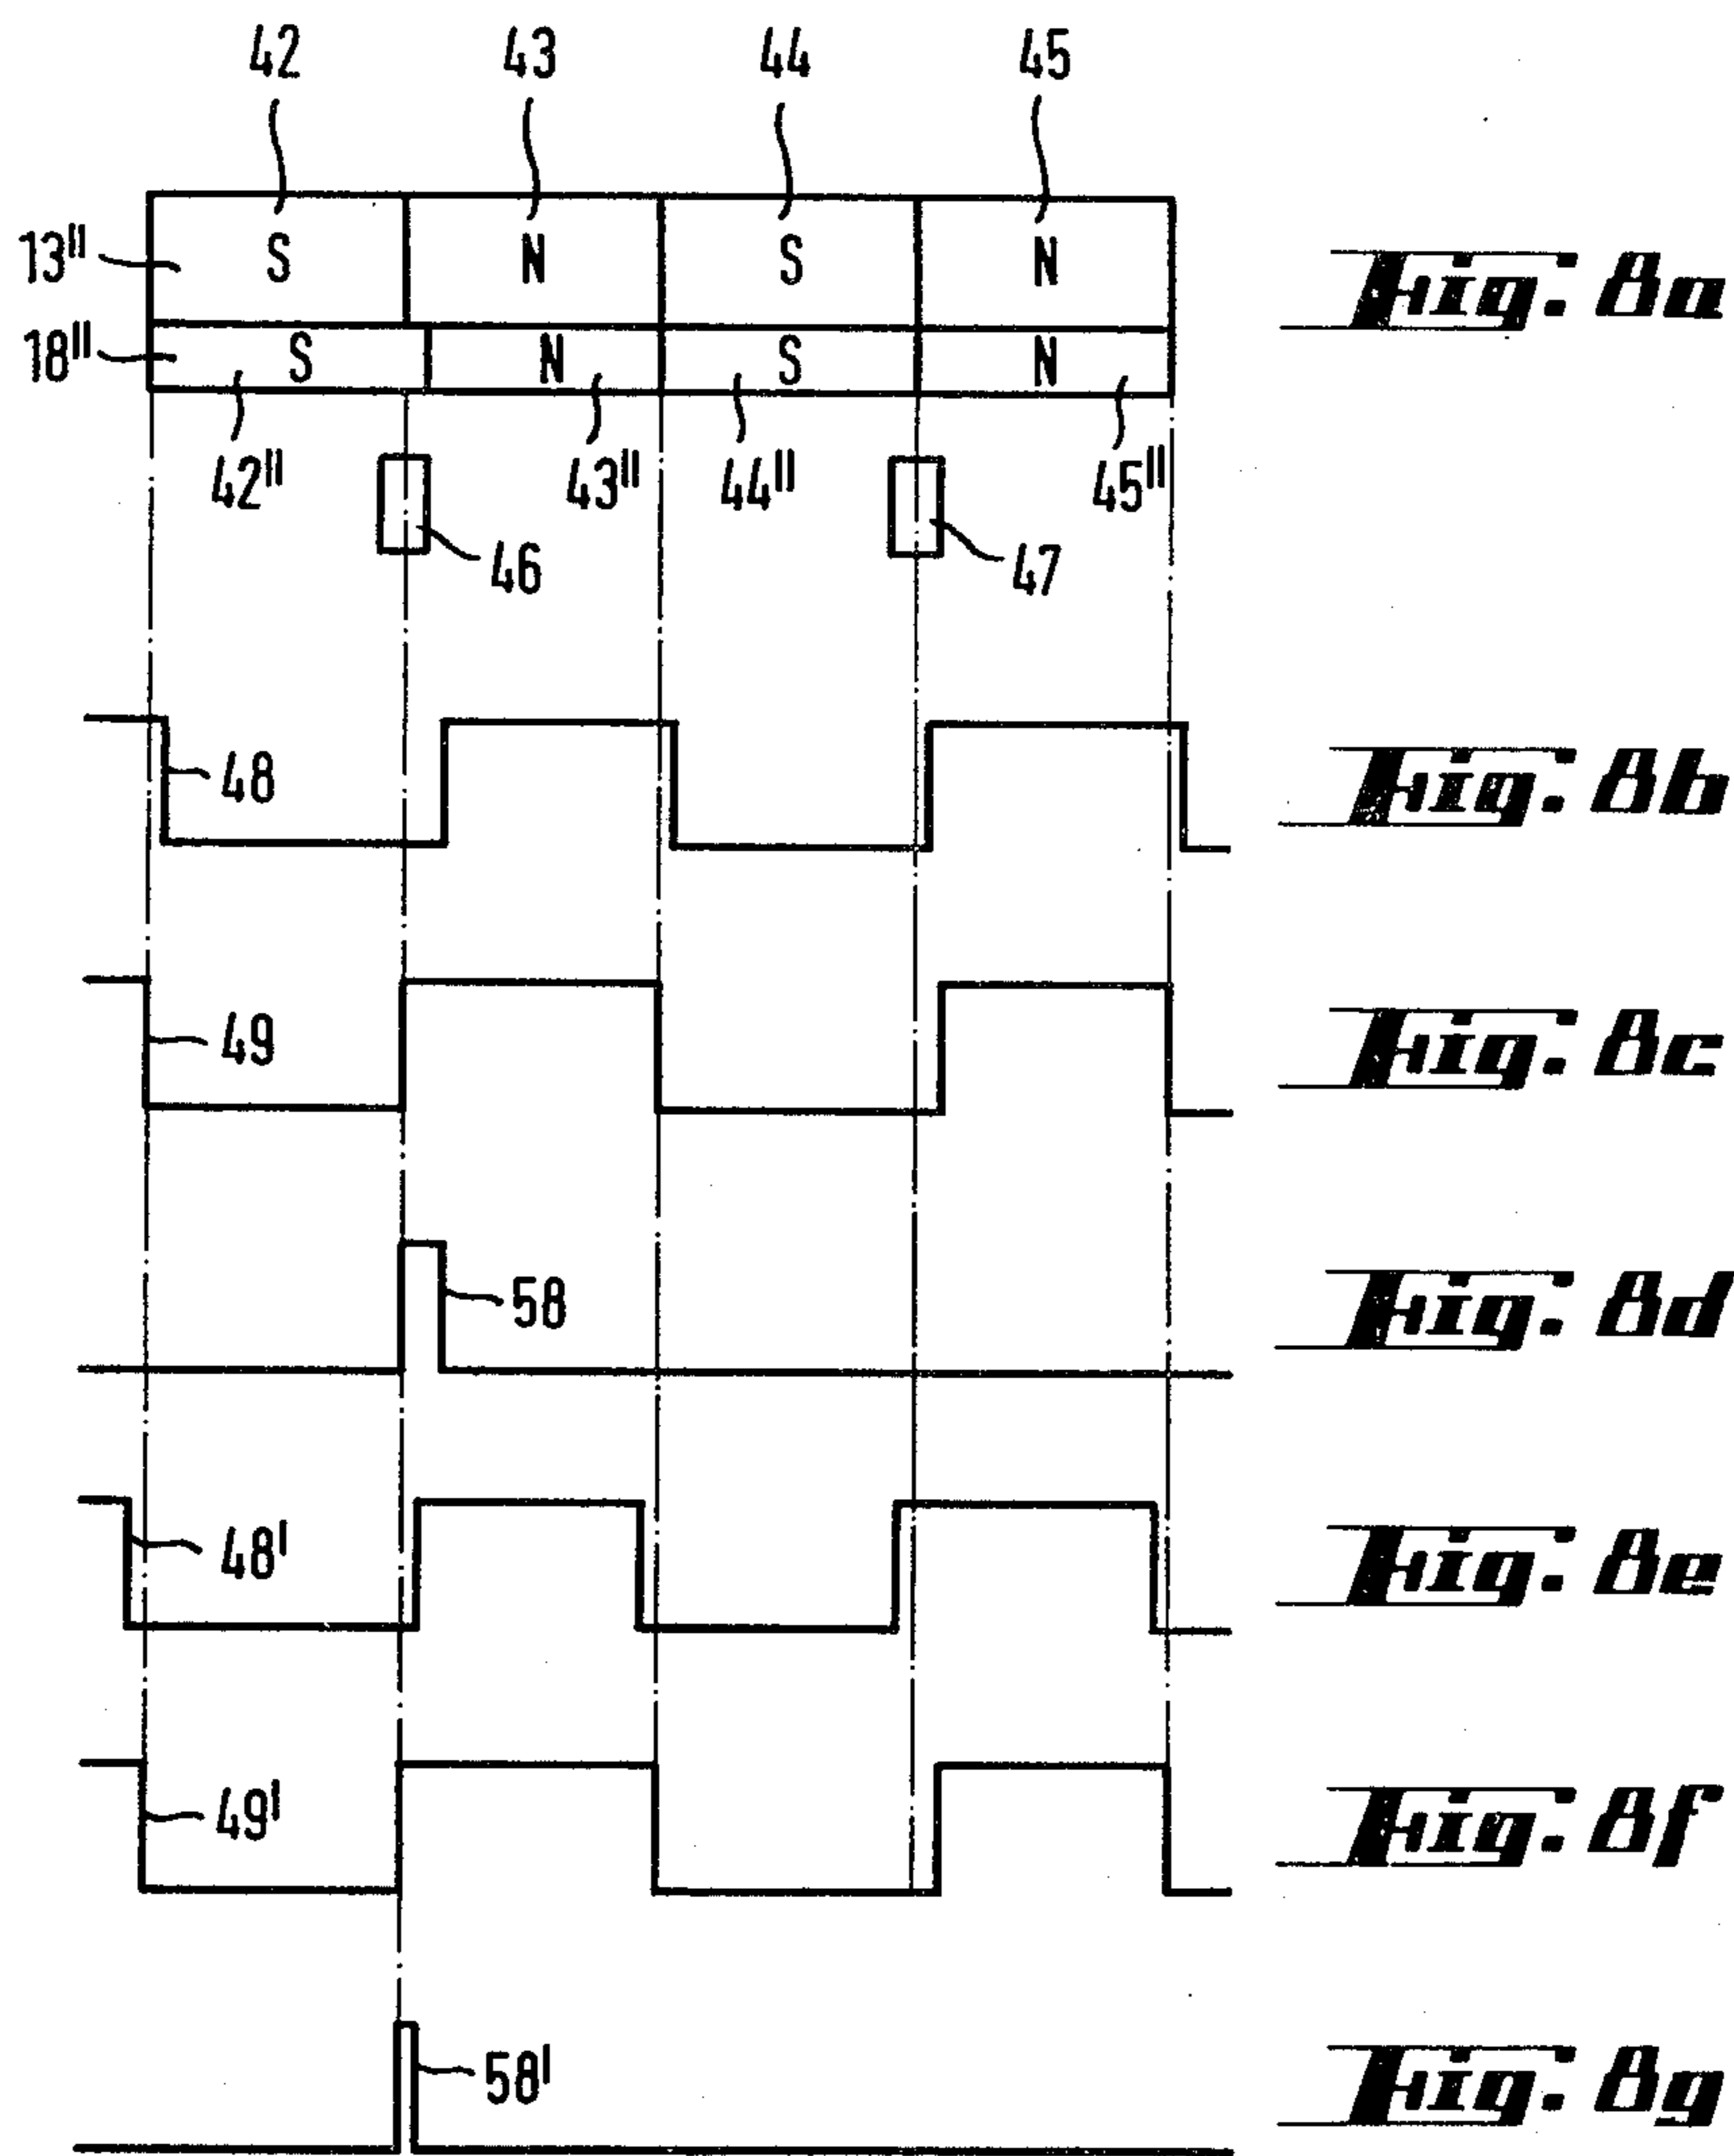 42 43 44 45
13" S N S N Fig. 8a
18" S N S N
42" 43" 44" 45"
46 47
48 Fig. 8b
49 Fig. 8c
58 Fig. 8d
48' Fig. 8e
49' Fig. 8f
58' Fig. 8g